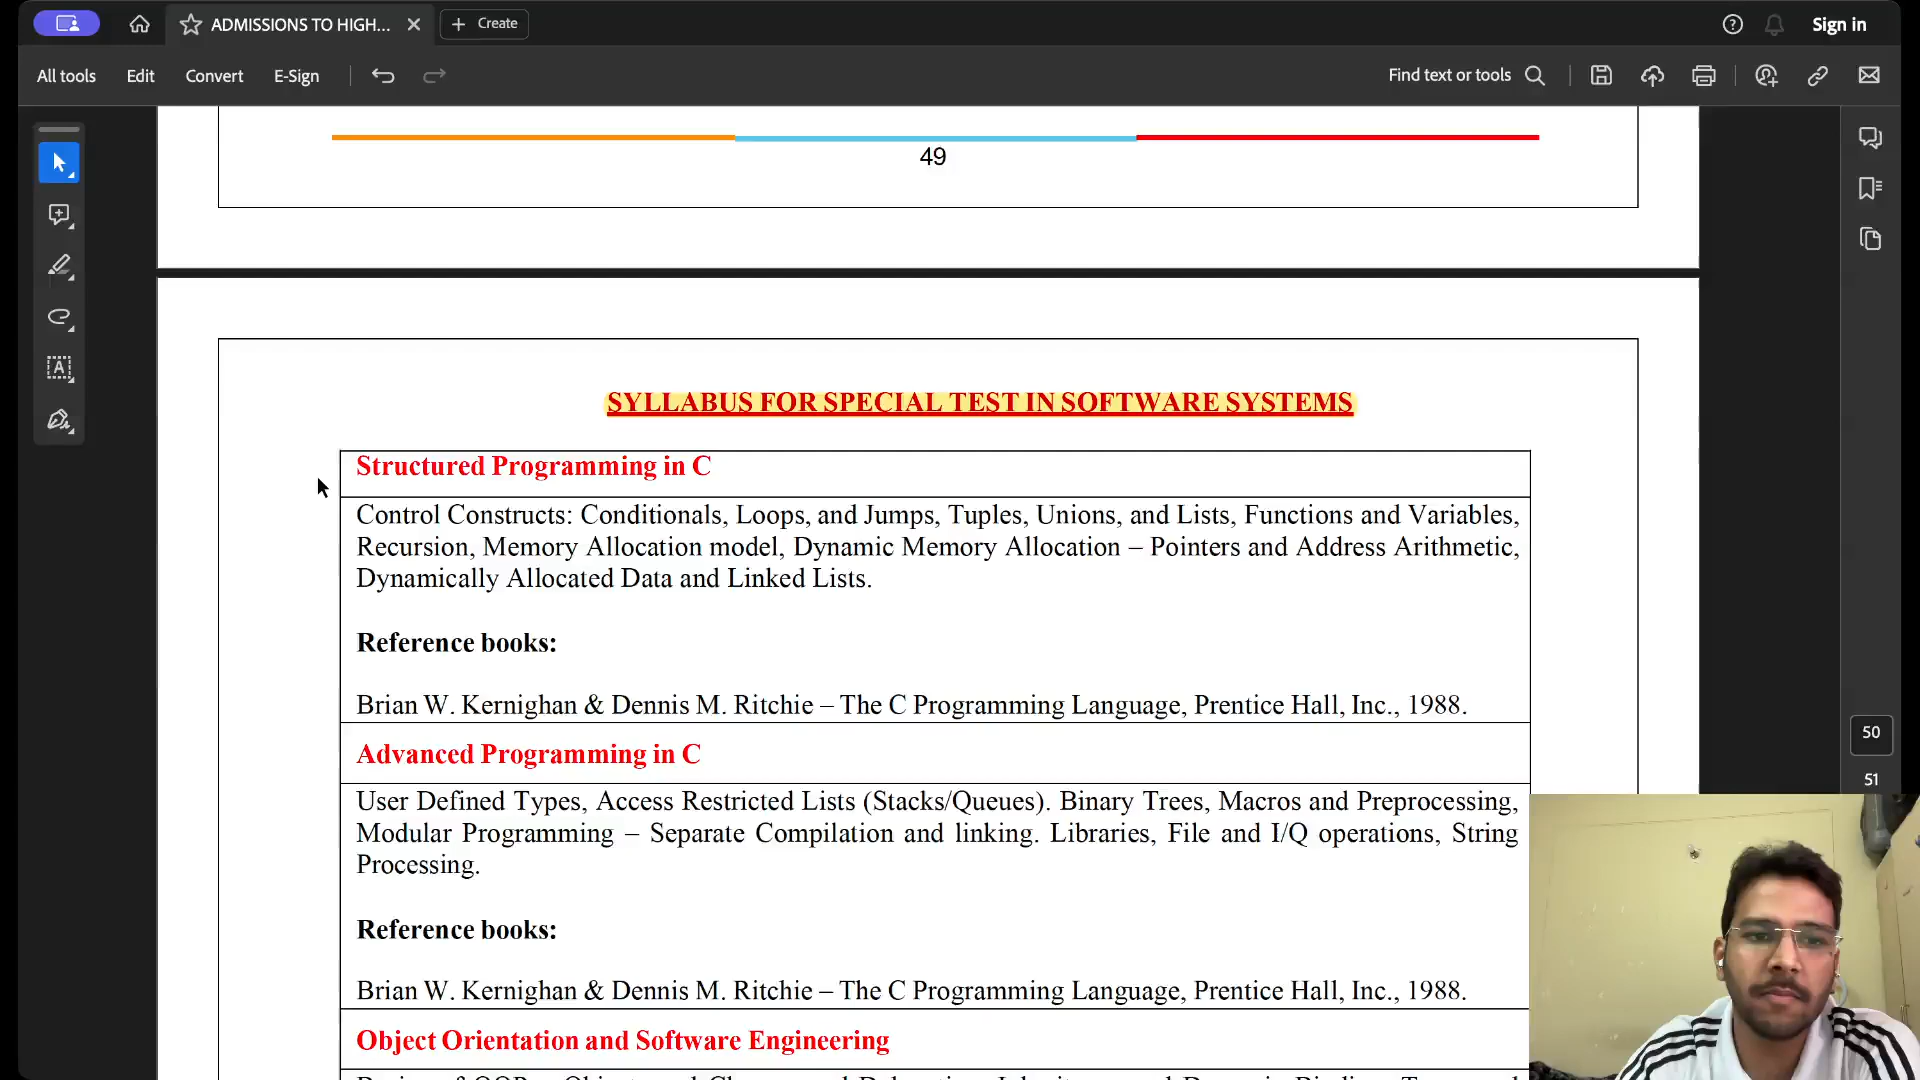 ADMISSIONS TO HIGH...
Create
Sign in
All tools
Edit
Convert
E-Sign
Find text or tools
49
SYLLABUS FOR SPECIAL TEST IN SOFTWARE SYSTEMS
Structured Programming in C
Control Constructs: Conditionals, Loops, and Jumps, Tuples, Unions, and Lists, Functions and Variables,
Recursion, Memory Allocation model, Dynamic Memory Allocation – Pointers and Address Arithmetic,
Dynamically Allocated Data and Linked Lists.
Reference books:
Brian W. Kernighan & Dennis M. Ritchie – The C Programming Language, Prentice Hall, Inc., 1988.
Advanced Programming in C
User Defined Types, Access Restricted Lists (Stacks/Queues). Binary Trees, Macros and Preprocessing,
Modular Programming – Separate Compilation and linking. Libraries, File and I/Q operations, String
Processing.
Reference books:
Brian W. Kernighan & Dennis M. Ritchie – The C Programming Language, Prentice Hall, Inc., 1988.
Object Orientation and Software Engineering
50
51